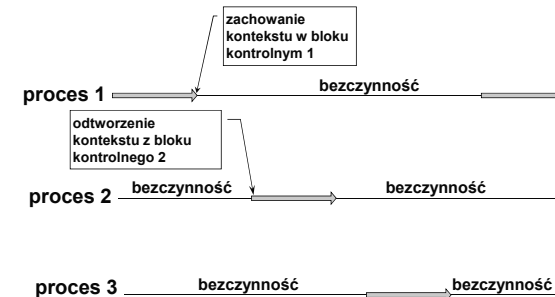 zachowanie
kontekstu w bloku
kontrolnym 1
proces 1
bezczynność
odtworzenie
kontekstu z bloku
kontrolnego 2
proces 2
bezczynność
bezczynność
proces 3
bezczynność
bezczynność